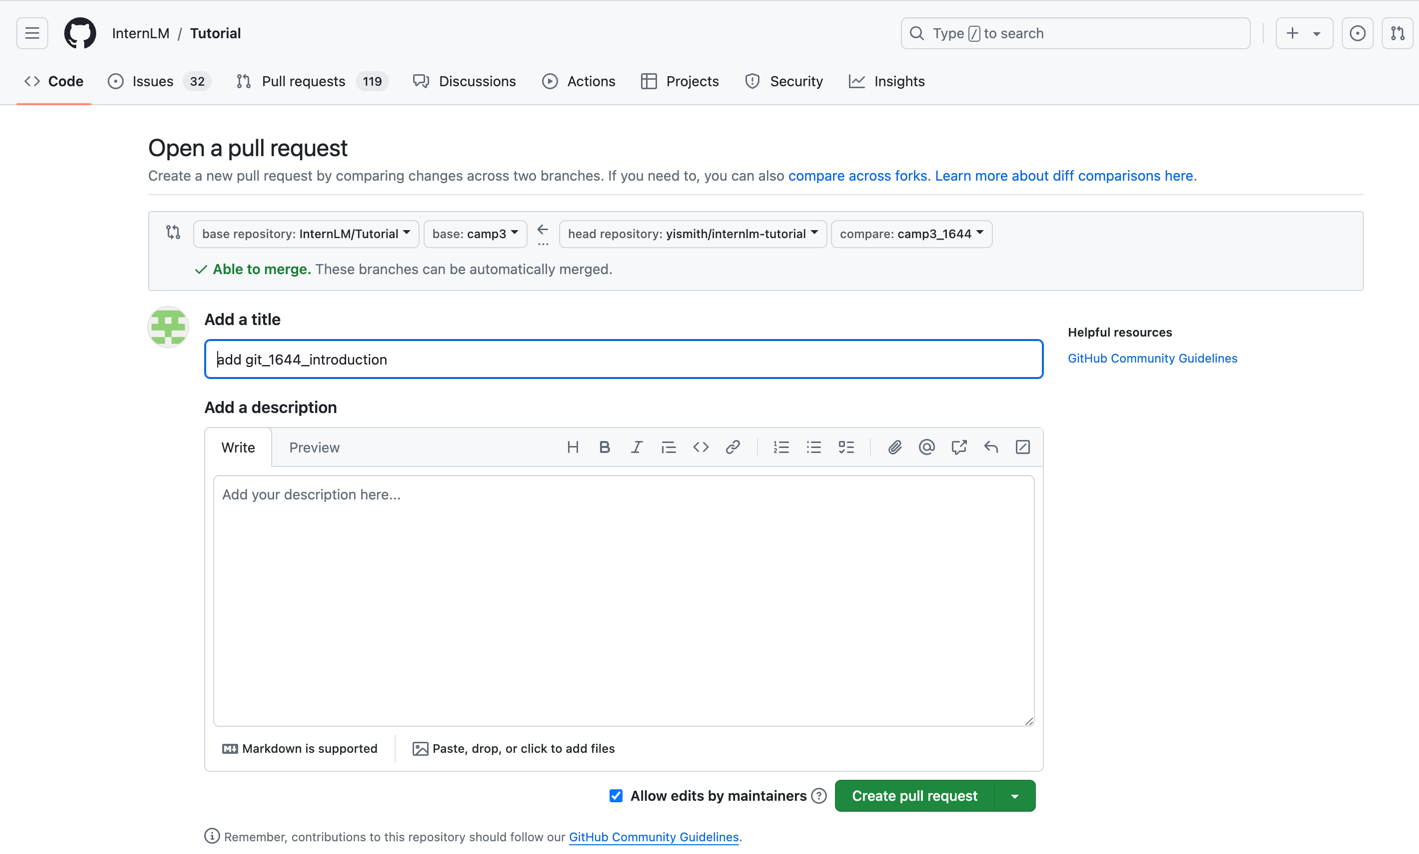 InternLM / Tutorial
Type / to search
Code Issues 32 Pull requests 119 Discussions Actions Projects Security Insights
Open a pull request
Create a new pull request by comparing changes across two branches. If you need to, you can also compare across forks. Learn more about diff comparisons here.
base repository: InternLM/Tutorial base: camp3 ... head repository: yismith/internlm-tutorial compare: camp3_1644
Able to merge. These branches can be automatically merged.
Add a title
add git_1644_introduction
Helpful resources
GitHub Community Guidelines
Add a description
Write Preview
Add your description here...
Markdown is supported Paste, drop, or click to add files
Allow edits by maintainers Create pull request
Remember, contributions to this repository should follow our GitHub Community Guidelines.